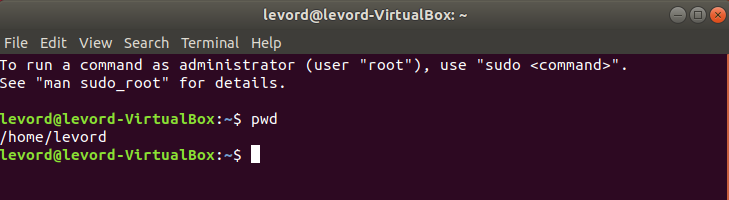 levord@levord-VirtualBox: ~
File Edit View Search Terminal Help
To run a command as administrator (user "root"), use "sudo <command>".
See "man sudo_root" for details.
levord@levord-VirtualBox:~$ pwd
/home/levord
levord@levord-VirtualBox:~$